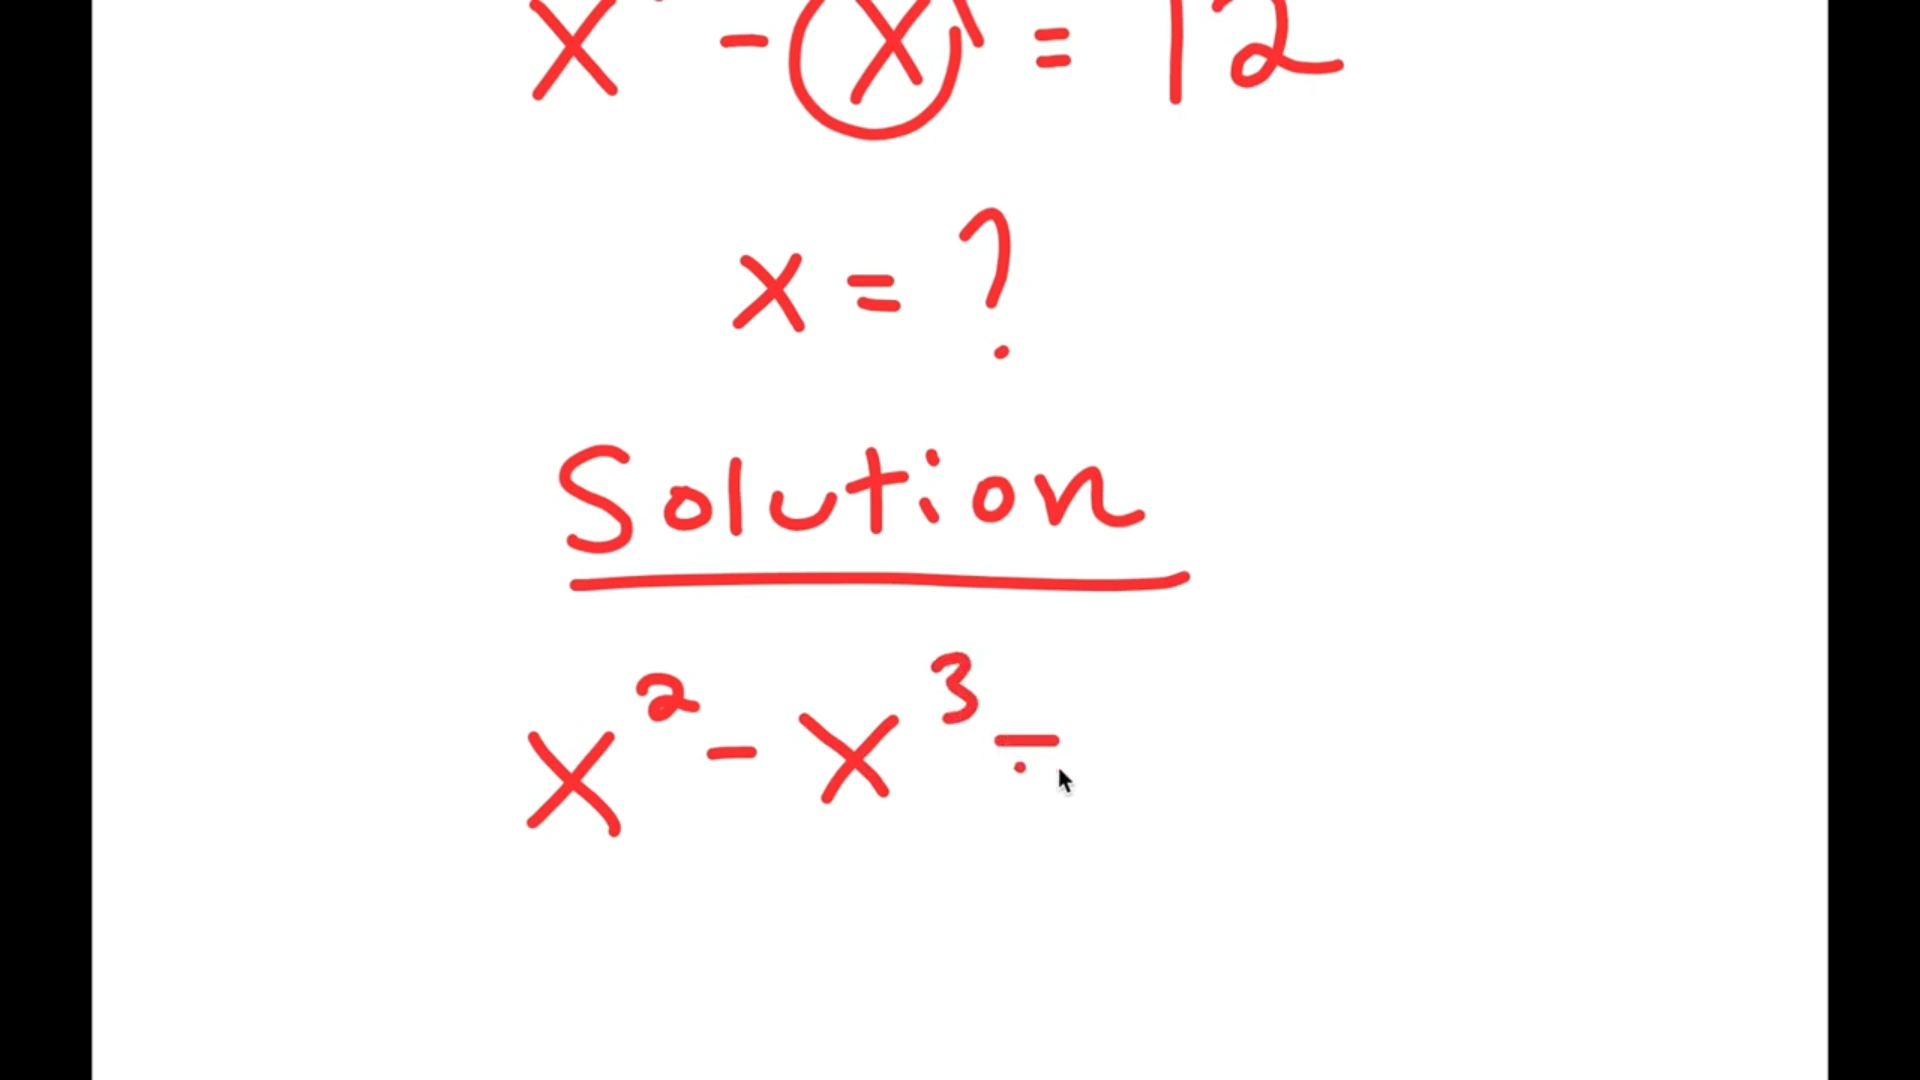 x - x = 12
x = ?
Solution
x² - x³ =